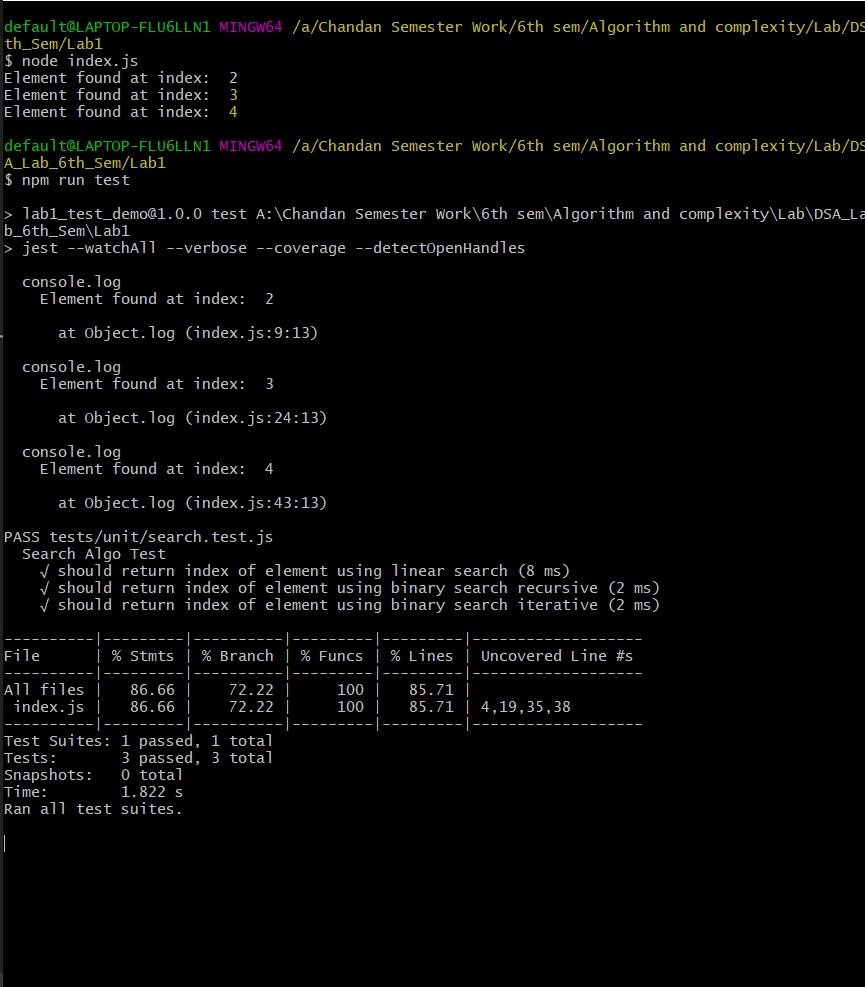 default@LAPTOP-FLU6LLN1 MINGW64 /a/Chandan Semester Work/6th sem/Algorithm and complexity/Lab/DS
th_Sem/Lab1
$ node index.js
Element found at index:  2
Element found at index:  3
Element found at index:  4
default@LAPTOP-FLU6LLN1 MINGW64 /a/Chandan Semester Work/6th sem/Algorithm and complexity/Lab/DS
A_Lab_6th_Sem/Lab1
$ npm run test
> lab1_test_demo@1.0.0 test A:\Chandan Semester Work\6th sem\Algorithm and complexity\Lab\DSA_La
b_6th_Sem\Lab1
> jest --watchAll --verbose --coverage --detectOpenHandles
  console.log
    Element found at index:  2
      at Object.log (index.js:9:13)
  console.log
    Element found at index:  3
      at Object.log (index.js:24:13)
  console.log
    Element found at index:  4
      at Object.log (index.js:43:13)
PASS tests/unit/search.test.js
  Search Algo Test
    √ should return index of element using linear search (8 ms)
    √ should return index of element using binary search recursive (2 ms)
    √ should return index of element using binary search iterative (2 ms)
----------|---------|----------|---------|---------|-------------------
File      | % Stmts | % Branch | % Funcs | % Lines | Uncovered Line #s
----------|---------|----------|---------|---------|-------------------
All files |   86.66 |    72.22 |     100 |   85.71 |
 index.js |   86.66 |    72.22 |     100 |   85.71 | 4,19,35,38
----------|---------|----------|---------|---------|-------------------
Test Suites: 1 passed, 1 total
Tests:       3 passed, 3 total
Snapshots:   0 total
Time:        1.822 s
Ran all test suites.